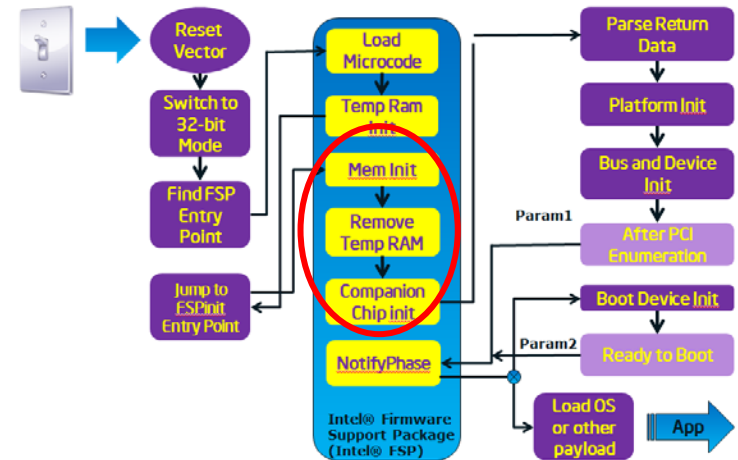 Reset
Vector
Switch to
32-bit
Mode
Find FSP
Entry
Point
Jump to
FSPinit
Entry Point
Load
Microcode
Temp Ram
Init
Mem Init
Remove
Temp RAM
Companion
Chip init
NotifyPhase
Intel® Firmware
Support Package
(Intel® FSP)
Parse Return
Data
Platform Init
Bus and Device
Init
Param1
After PCI
Enumeration
Boot Device Init
Param2
Ready to Boot
Load OS
or other
payload
App